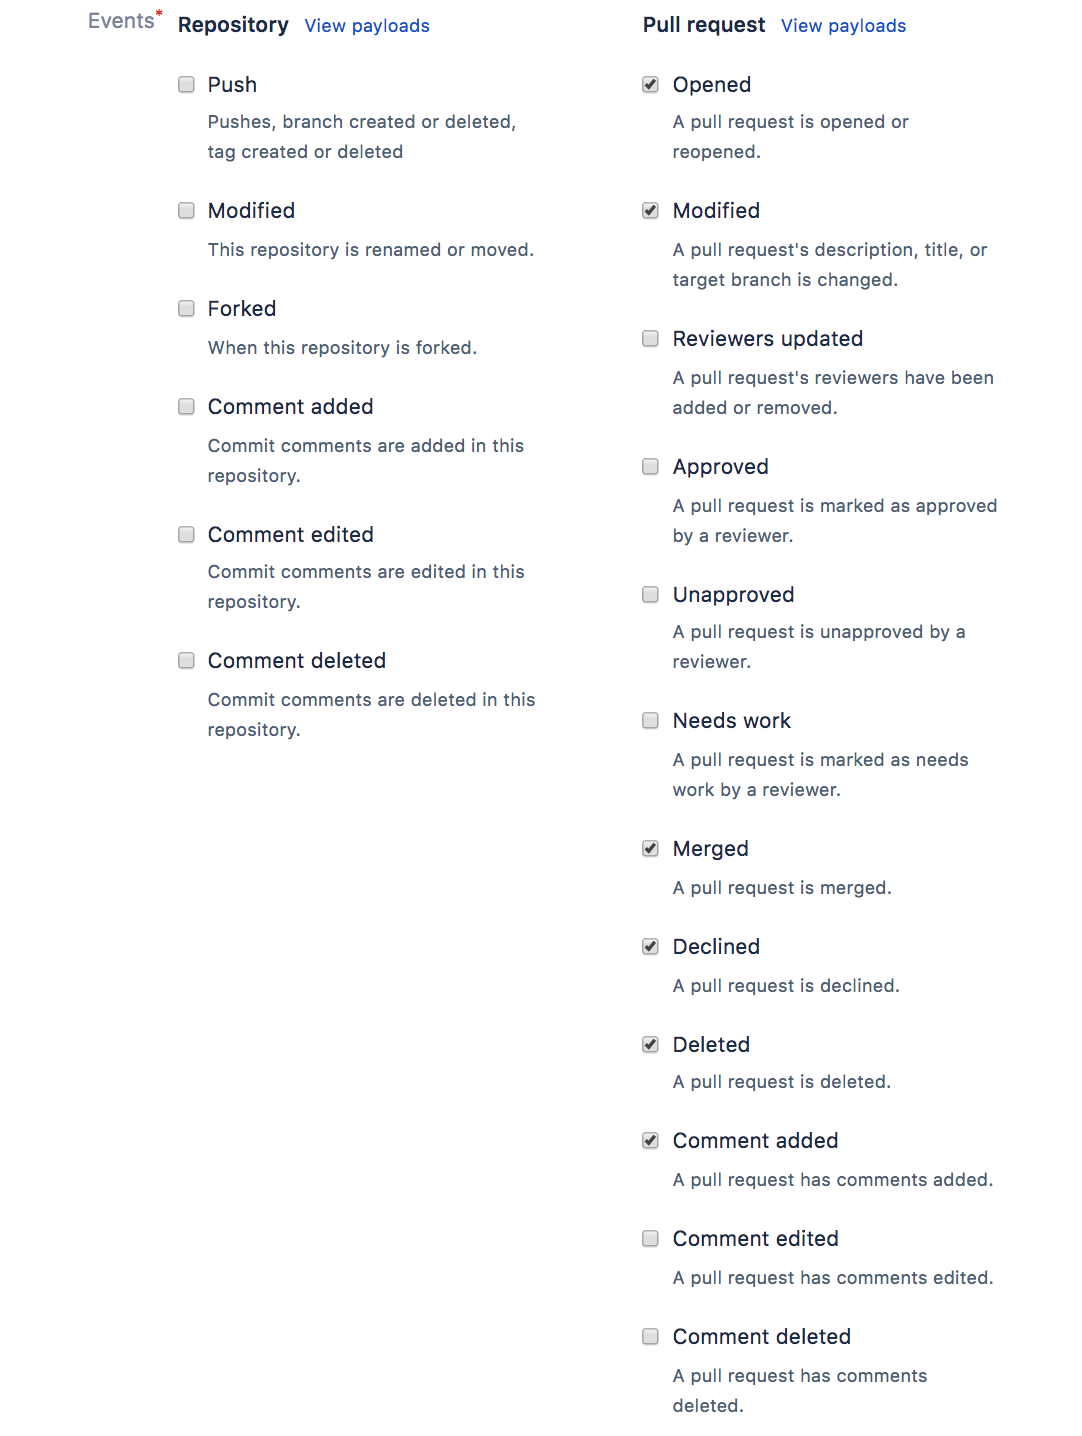 Events*
Repository View payloads
Push
Pushes, branch created or deleted,
tag created or deleted
Modified
This repository is renamed or moved.
Forked
When this repository is forked.
Comment added
Commit comments are added in this
repository.
Comment edited
Commit comments are edited in this
repository.
Comment deleted
Commit comments are deleted in this
repository.
Pull request View payloads
Opened
A pull request is opened or
reopened.
Modified
A pull request's description, title, or
target branch is changed.
Reviewers updated
A pull request's reviewers have been
added or removed.
Approved
A pull request is marked as approved
by a reviewer.
Unapproved
A pull request is unapproved by a
reviewer.
Needs work
A pull request is marked as needs
work by a reviewer.
Merged
A pull request is merged.
Declined
A pull request is declined.
Deleted
A pull request is deleted.
Comment added
A pull request has comments added.
Comment edited
A pull request has comments edited.
Comment deleted
A pull request has comments
deleted.